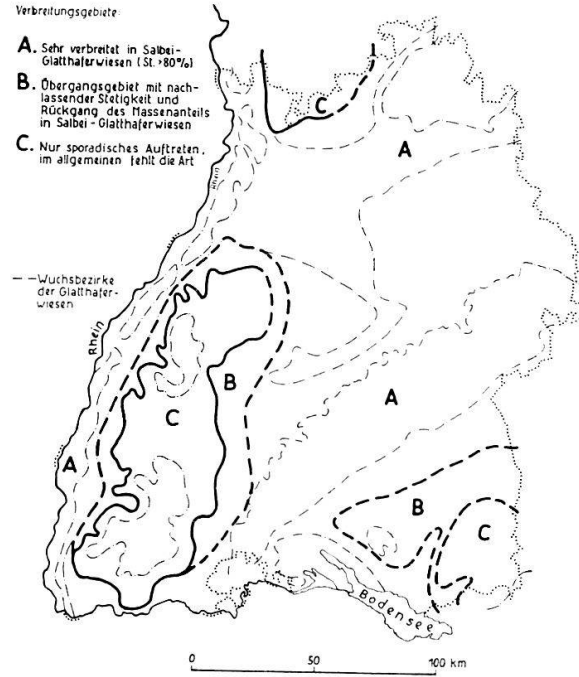 Verbreitungsgebiete:
A. Sehr verbreitet in Salbei-
Glatthaferwiesen (St. >80%)
B. Übergangsgebiet mit nach-
lassender Stetigkeit und
Rückgang des Massenanteils
in Salbei-Glatthaferwiesen
C. Nur sporadisches Auftreten,
im allgemeinen fehlt die Art
— — Wuchsbezirke
der Glatthafer-
wiesen
C
A
Rhein
Rhein
B
A
C
A
B
C
Bodensee
0 50 100 km